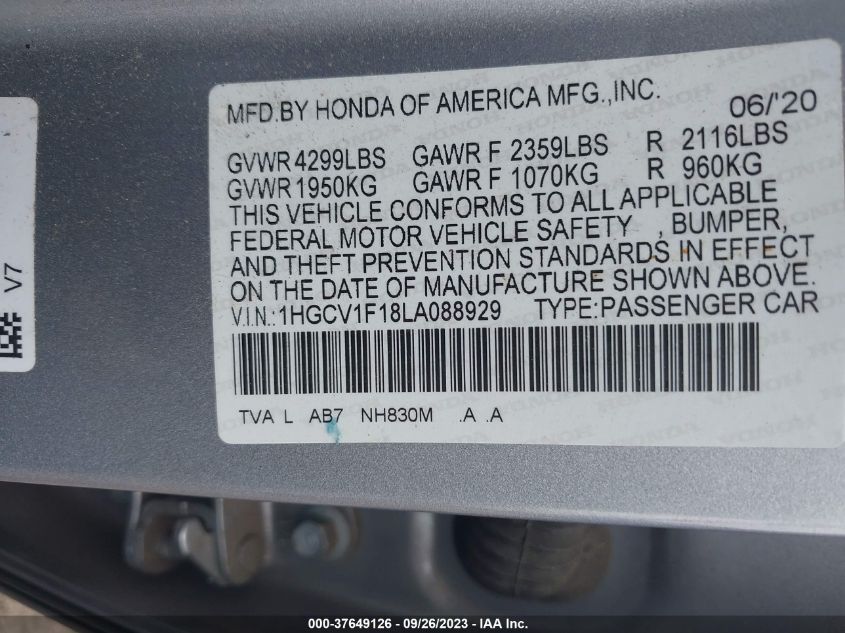 MFD.BY HONDA OF AMERICA MFG.,INC. 06/'20
GVWR 4299LBS GAWR F 2359LBS R 2116LBS
GVWR 1950KG GAWR F 1070KG R 960KG
THIS VEHICLE CONFORMS TO ALL APPLICABLE
FEDERAL MOTOR VEHICLE SAFETY , BUMPER,
AND THEFT PREVENTION STANDARDS IN EFFECT
ON THE DATE OF MANUFACTURE SHOWN ABOVE.
V.I.N.:1HGCV1F18LA088929 TYPE:PASSENGER CAR
TVA L AB7 NH830M .A .A
V7
000-37649126 - 09/26/2023 - IAA Inc.